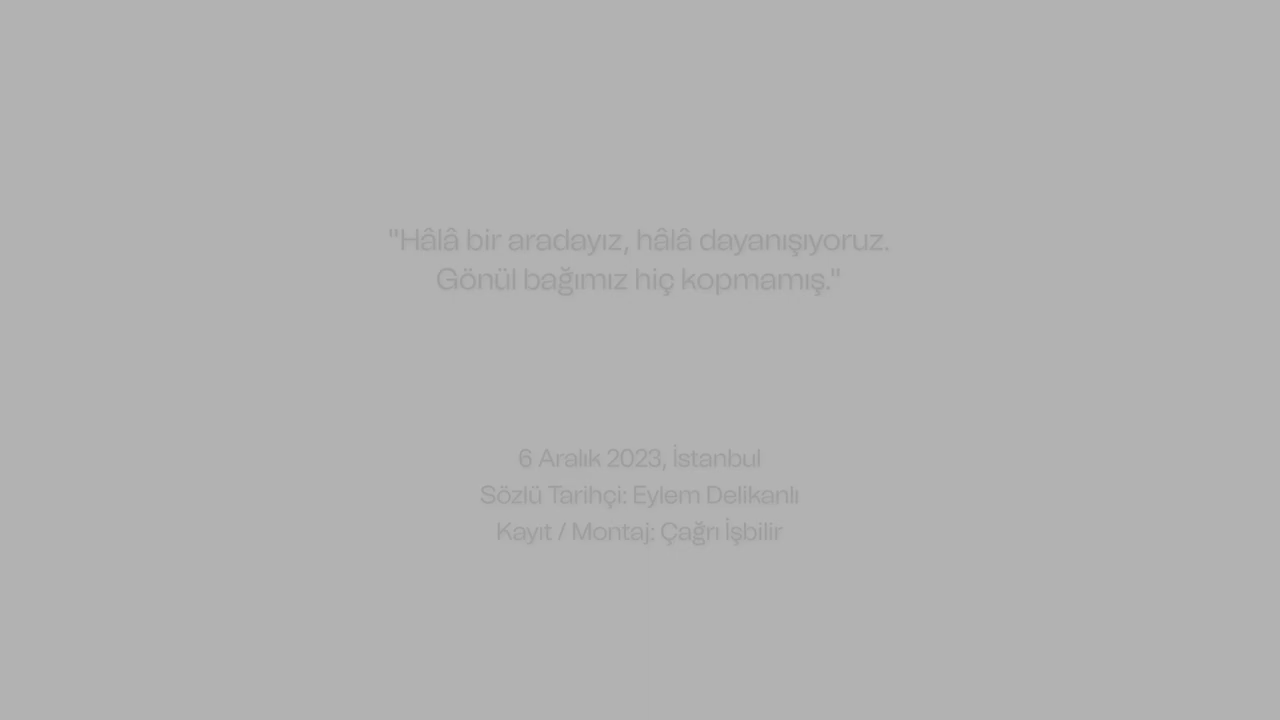 "Hâlâ bir aradayız, hâlâ dayanışıyoruz.
Gönül bağımız hiç kopmamış."
6 Aralık 2023, İstanbul
Sözlü Tarihçi: Eylem Delikanlı
Kayıt / Montaj: Çağrı İşbilir